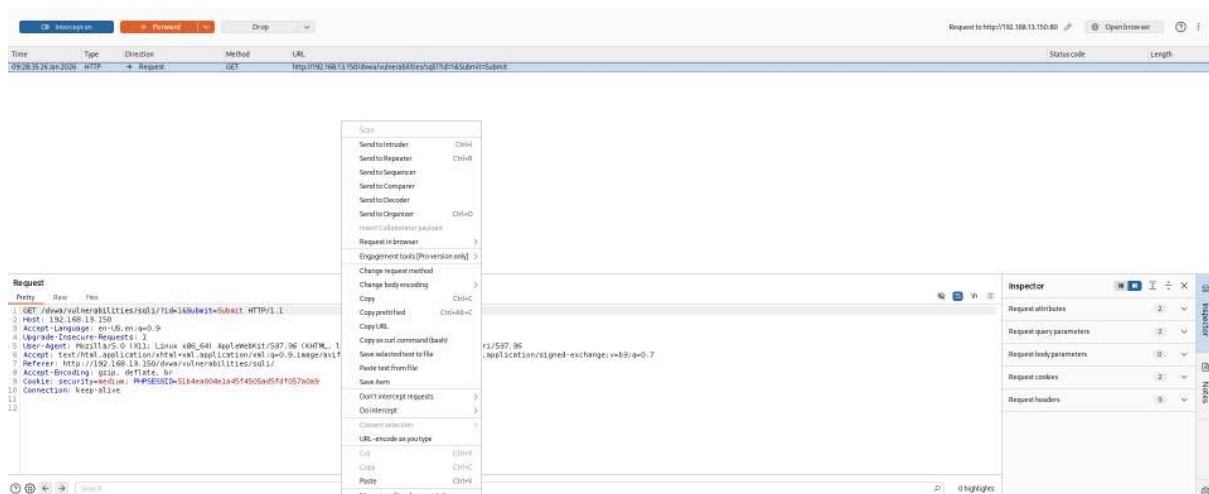 Intercept on
Forward
Drop
Request to http://192.168.13.150:80
Open browser
Time Type Direction Method URL Status code Length
09:28:35 26 Jan 2026 HTTP → Request GET http://192.168.13.150/dvwa/vulnerabilities/sqli/?id=1&Submit=Submit
Scan
Send to Intruder Ctrl+I
Send to Repeater Ctrl+R
Send to Sequencer
Send to Comparer
Send to Decoder
Send to Organizer Ctrl+O
Insert Collaborator payload
Request in browser
Engagement tools [Pro version only]
Change request method
Change body encoding
Copy Ctrl+C
Copy prettified Ctrl+Alt+C
Copy URL
Copy as curl command (bash)
Save selected text to file
Paste text from file
Save item
Don't intercept requests
Do intercept
Convert selection
URL-encode as you type
Cut
Copy Ctrl+C
Paste Ctrl+V
Request
Pretty Raw Hex
1 GET /dvwa/vulnerabilities/sqli/?id=1&Submit=Submit HTTP/1.1
2 Host: 192.168.13.150
3 Accept-Language: en-US,en;q=0.9
4 Upgrade-Insecure-Requests: 1
5 User-Agent: Mozilla/5.0 (X11; Linux x86_64) AppleWebKit/537.36 (KHTML, l ri/537.36
6 Accept: text/html,application/xhtml+xml,application/xml;q=0.9,image/avif ,application/signed-exchange;v=b3;q=0.7
7 Referer: http://192.168.13.150/dvwa/vulnerabilities/sqli/
8 Accept-Encoding: gzip, deflate, br
9 Cookie: security=medium;
10 Connection: keep-alive
11
12
Inspector
Request attributes 2
Request query parameters 2
Request body parameters 0
Request cookies 2
Request headers
Inspector
Notes
Search
0 highlights